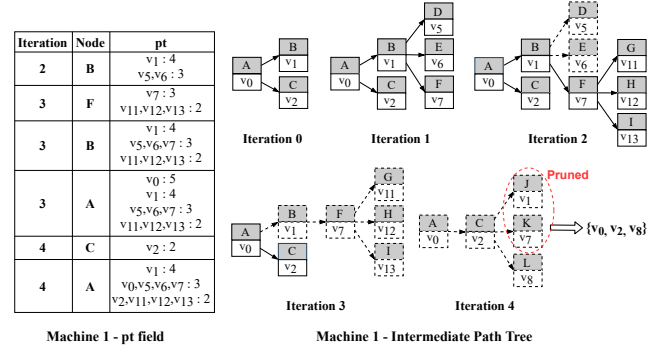 Iteration Node pt
2 B v1 : 4
v5,v6 : 3
3 F v7 : 3
v11,v12,v13 : 2
3 B v1 : 4
v5,v6,v7 : 3
v11,v12,v13 : 2
3 A v0 : 5
v1 : 4
v5,v6,v7 : 3
v11,v12,v13 : 2
4 C v2 : 2
4 A v1 : 4
v0,v5,v6,v7 : 3
v2,v11,v12,v13 : 2
Machine 1 - pt field
A
v0
B
v1
C
v2
Iteration 0
A
v0
B
v1
C
v2
D
v5
E
v6
F
v7
Iteration 1
A
v0
B
v1
C
v2
D
v5
E
v6
F
v7
G
v11
H
v12
I
v13
Iteration 2
A
v0
B
v1
C
v2
F
v7
G
v11
H
v12
I
v13
Iteration 3
A
v0
C
v2
Pruned
J
v1
K
v7
L
v8
{v0, v2, v8}
Iteration 4
Machine 1 - Intermediate Path Tree